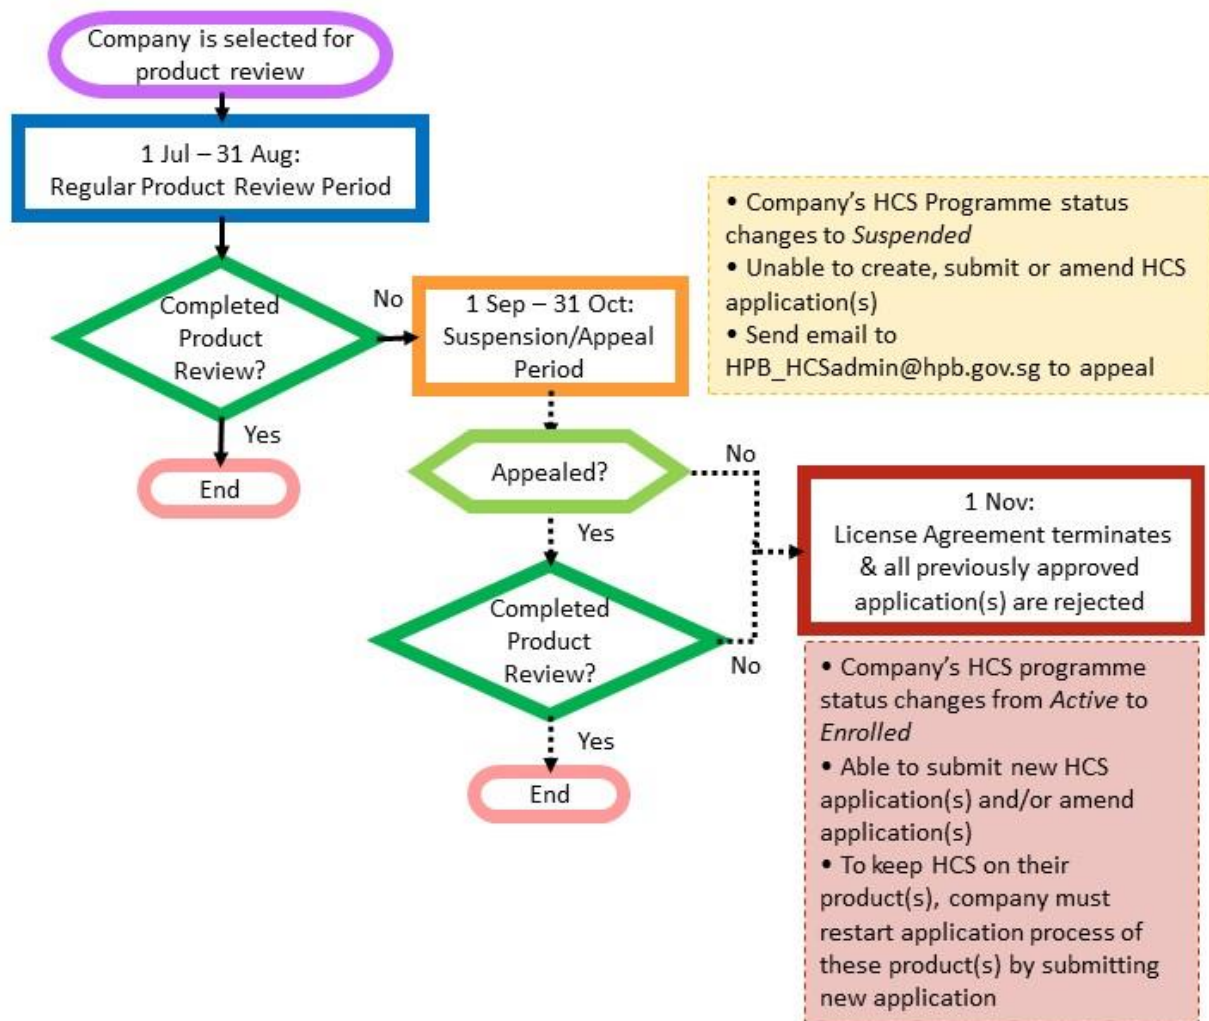 Company is selected for
product review
1 Jul – 31 Aug:
Regular Product Review Period
Completed
Product
Review?
No
Yes
End
1 Sep – 31 Oct:
Suspension/Appeal
Period
• Company's HCS Programme status
changes to Suspended
• Unable to create, submit or amend HCS
application(s)
• Send email to
HPB_HCSadmin@hpb.gov.sg to appeal
Appealed?
No
Yes
Completed
Product
Review?
No
Yes
End
1 Nov:
License Agreement terminates
& all previously approved
application(s) are rejected
• Company's HCS programme
status changes from Active to
Enrolled
• Able to submit new HCS
application(s) and/or amend
application(s)
• To keep HCS on their
product(s), company must
restart application process of
these product(s) by submitting
new application